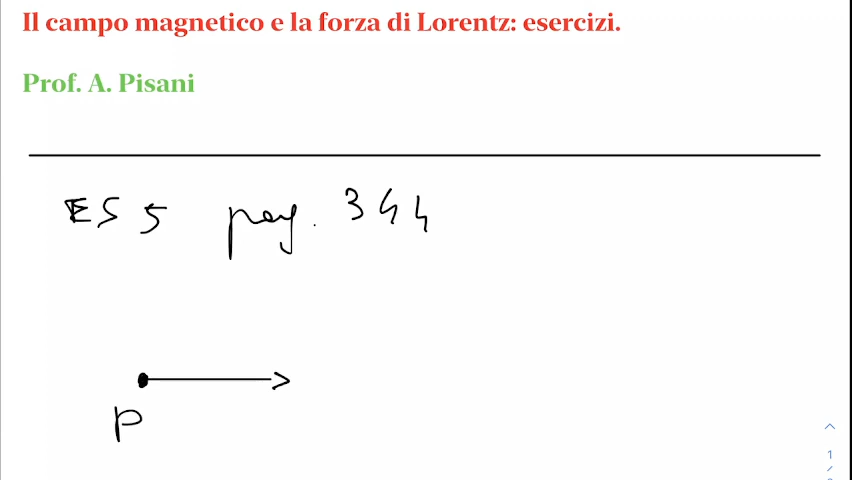 Il campo magnetico e la forza di Lorentz: esercizi.
Prof. A. Pisani
ES 5 pag. 344
P
1
/